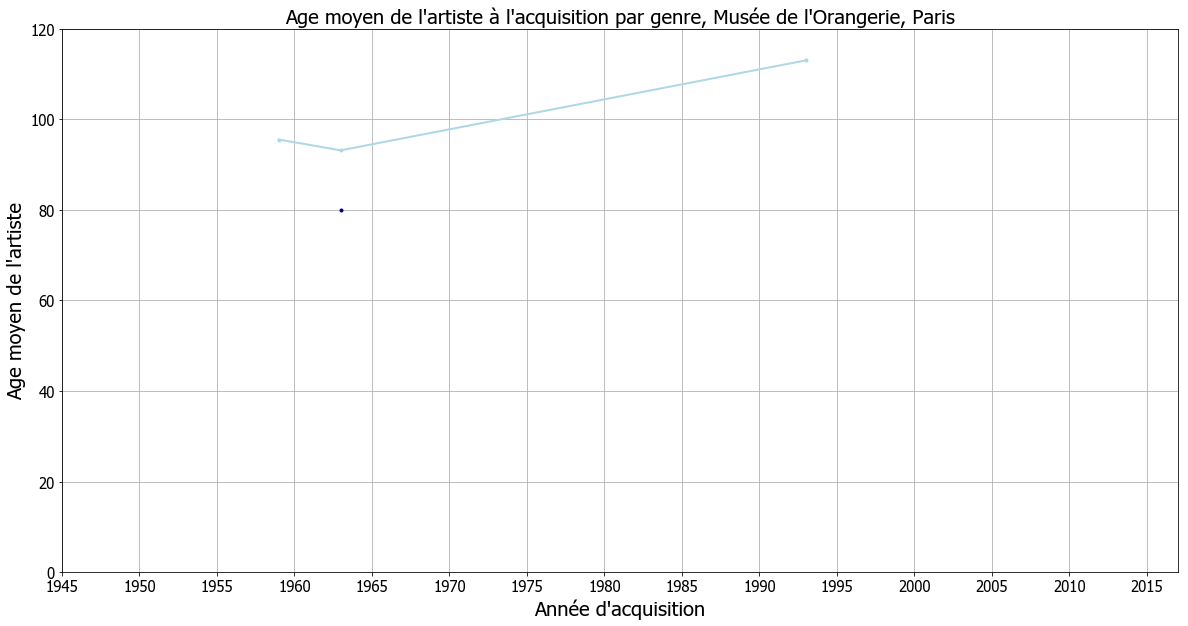 Age moyen de l'artiste à l'acquisition par genre, Musée de l'Orangerie, Paris
120
100
80
60
40
20
0
Age moyen de l'artiste
1945 1950 1955 1960 1965 1970 1975 1980 1985 1990 1995 2000 2005 2010 2015
Année d'acquisition